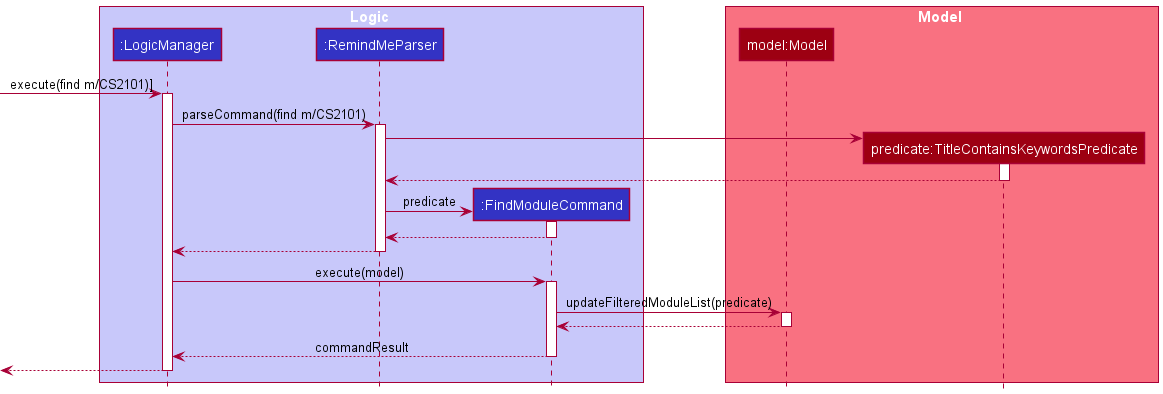 Logic
Model
:LogicManager
:RemindMeParser
model:Model
execute(find m/CS2101)]
parseCommand(find m/CS2101)
predicate:TitleContainsKeywordsPredicate
predicate
:FindModuleCommand
execute(model)
updateFilteredModuleList(predicate)
commandResult